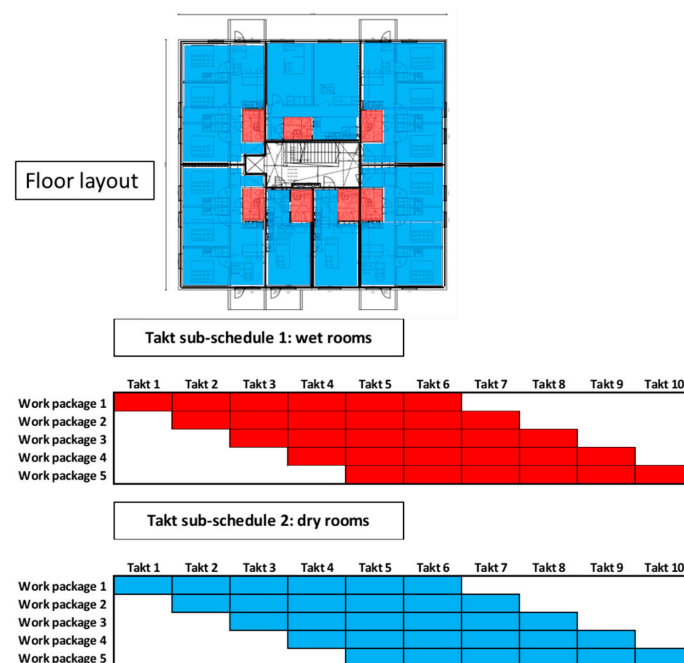 Floor layout
Takt sub-schedule 1: wet rooms
Takt 1 Takt 2 Takt 3 Takt 4 Takt 5 Takt 6 Takt 7 Takt 8 Takt 9 Takt 10
Work package 1
Work package 2
Work package 3
Work package 4
Work package 5
Takt sub-schedule 2: dry rooms
Takt 1 Takt 2 Takt 3 Takt 4 Takt 5 Takt 6 Takt 7 Takt 8 Takt 9 Takt 10
Work package 1
Work package 2
Work package 3
Work package 4
Work package 5